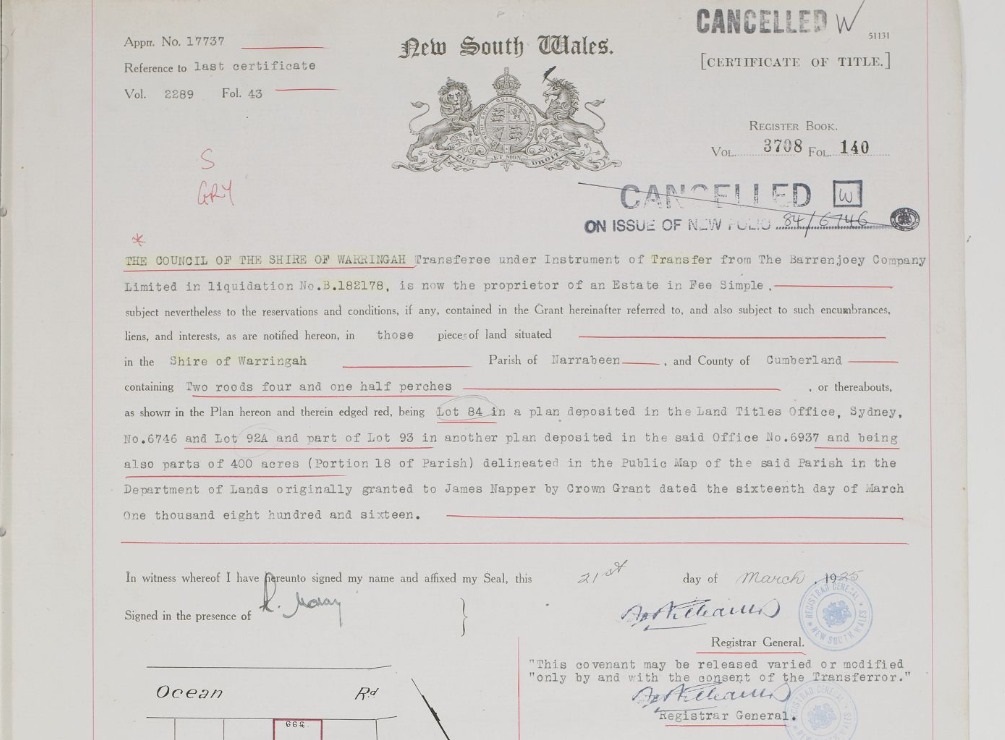 CANCELLED W
51131
Appn. No. 17737
New South Wales.
Reference to last certificate
[CERTIFICATE OF TITLE.]
Vol. 2289 Fol. 43
REGISTER BOOK.
VOL. 3708 FOL. 140
S
GRY
CANCELLED W
ON ISSUE OF NEW FOLIO 84/6746
*
THE COUNCIL OF THE SHIRE OF WARRINGAH Transferee under Instrument of Transfer from The Barrenjoey Company
Limited in liquidation No.B.182178, is now the proprietor of an Estate in Fee Simple,
subject nevertheless to the reservations and conditions, if any, contained in the Grant hereinafter referred to, and also subject to such encumbrances,
liens, and interests, as are notified hereon, in those pieces of land situated
in the Shire of Warringah Parish of Narrabeen , and County of Cumberland
containing Two roods four and one half perches , or thereabouts,
as shown in the Plan hereon and therein edged red, being Lot 84 in a plan deposited in the Land Titles Office, Sydney,
No.6746 and Lot 92A and part of Lot 93 in another plan deposited in the said Office No.6937 and being
also parts of 400 acres (Portion 18 of Parish) delineated in the Public Map of the said Parish in the
Department of Lands originally granted to James Napper by Crown Grant dated the sixteenth day of March
One thousand eight hundred and sixteen.
In witness whereof I have hereunto signed my name and affixed my Seal, this 21st day of March , 1925
Signed in the presence of
Registrar General.
"This covenant may be released varied or modified
"only by and with the consent of the Transferror."
Registrar General.
Ocean Rd